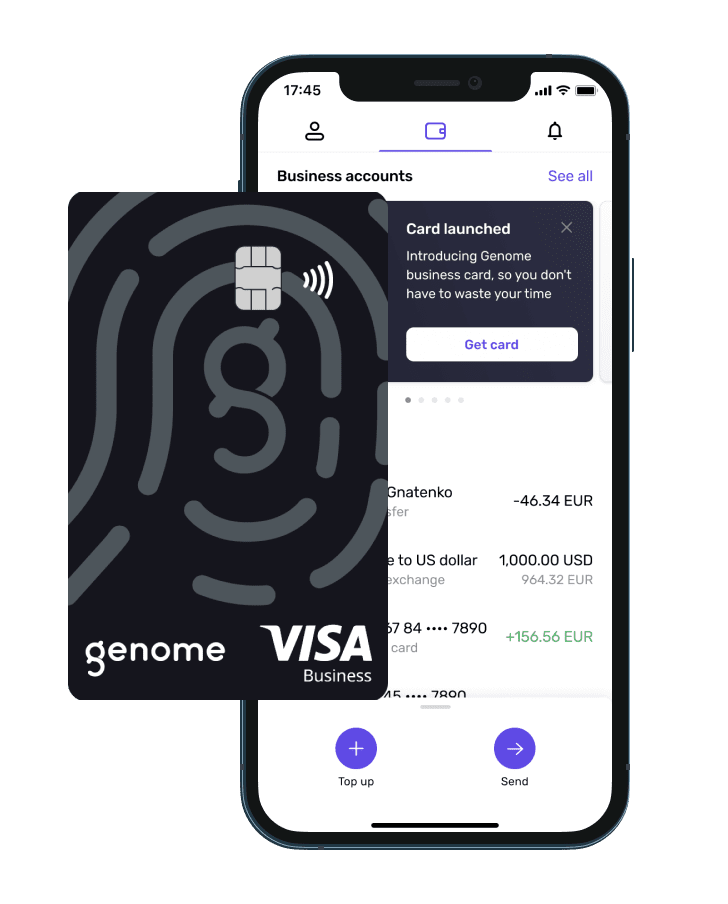 17:45
Business accounts
See all
Card launched
Introducing Genome
business card, so you don't
have to waste your time
Get card
Gnatenko
-46.34 EUR
sfer
e to US dollar
1,000.00 USD
exchange
964.32 EUR
67 84 •••• 7890
+156.56 EUR
card
45 •••• 7890
Top up
Send
genome
VISA
Business